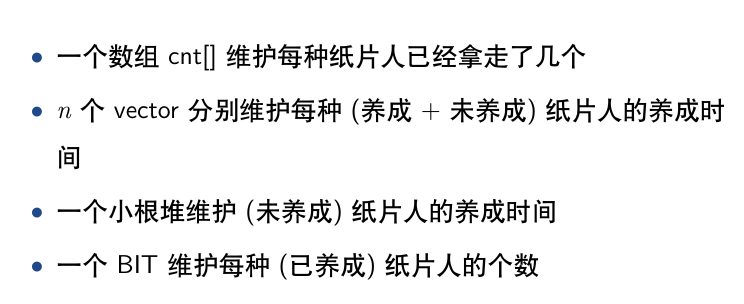 • 一个数组 cnt[] 维护每种纸片人已经拿走了几个
• n 个 vector 分别维护每种 (养成 + 未养成) 纸片人的养成时
间
• 一个小根堆维护 (未养成) 纸片人的养成时间
• 一个 BIT 维护每种 (已养成) 纸片人的个数